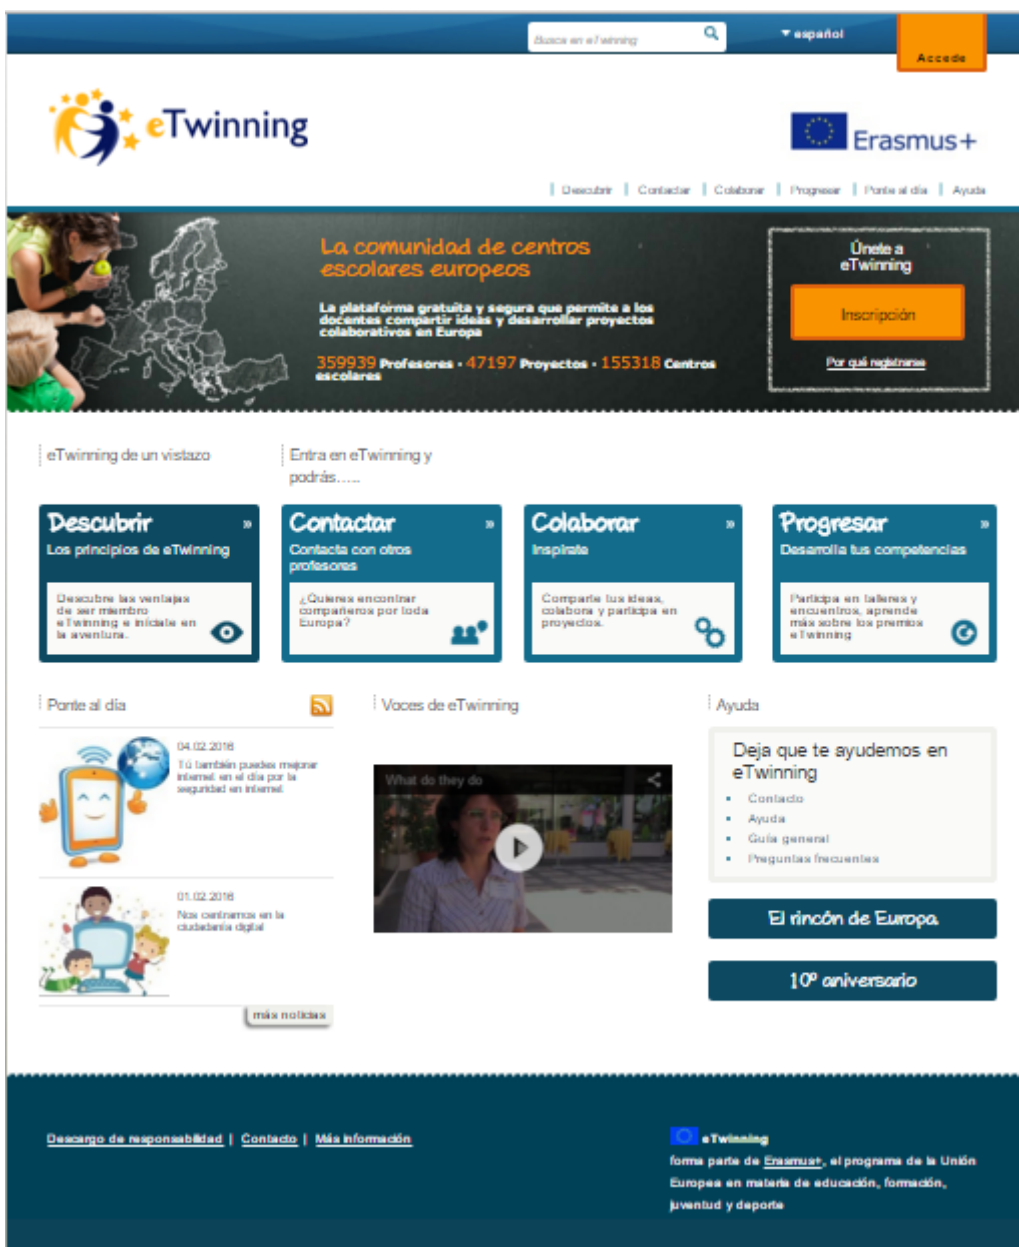 Busca en eTwinning
español
Accede
eTwinning
Erasmus+
Descubrir | Contactar | Colaborar | Progresar | Ponte al día | Ayuda
La comunidad de centros
escolares europeos
La plataforma gratuita y segura que permite a los
docentes compartir ideas y desarrollar proyectos
colaborativos en Europa
359939 Profesores · 47197 Proyectos · 155318 Centros
escolares
Únete a
eTwinning
Inscripción
Por qué registrarse
eTwinning de un vistazo
Entra en eTwinning y
podrás.....
Descubrir »
Los principios de eTwinning
Descubre las ventajas
de ser miembro
eTwinning e iníciate en
la aventura.
Contactar »
Contacta con otros
profesores
¿Quieres encontrar
compañeros por toda
Europa?
Colaborar »
Inspírate
Comparte tus ideas,
colabora y participa en
proyectos.
Progresar »
Desarrolla tus competencias
Participa en talleres y
encuentros, aprende
más sobre los premios
eTwinning
Ponte al día
04.02.2016
Tú también puedes mejorar
internet en el día por la
seguridad en internet
01.02.2016
Nos centramos en la
ciudadanía digital
más noticias
Voces de eTwinning
What do they do
Ayuda
Deja que te ayudemos en
eTwinning
Contacto
Ayuda
Guía general
Preguntas frecuentes
El rincón de Europa
10º aniversario
Descargo de responsabilidad | Contacto | Más información
eTwinning
forma parte de Erasmus+, el programa de la Unión
Europea en materia de educación, formación,
juventud y deporte